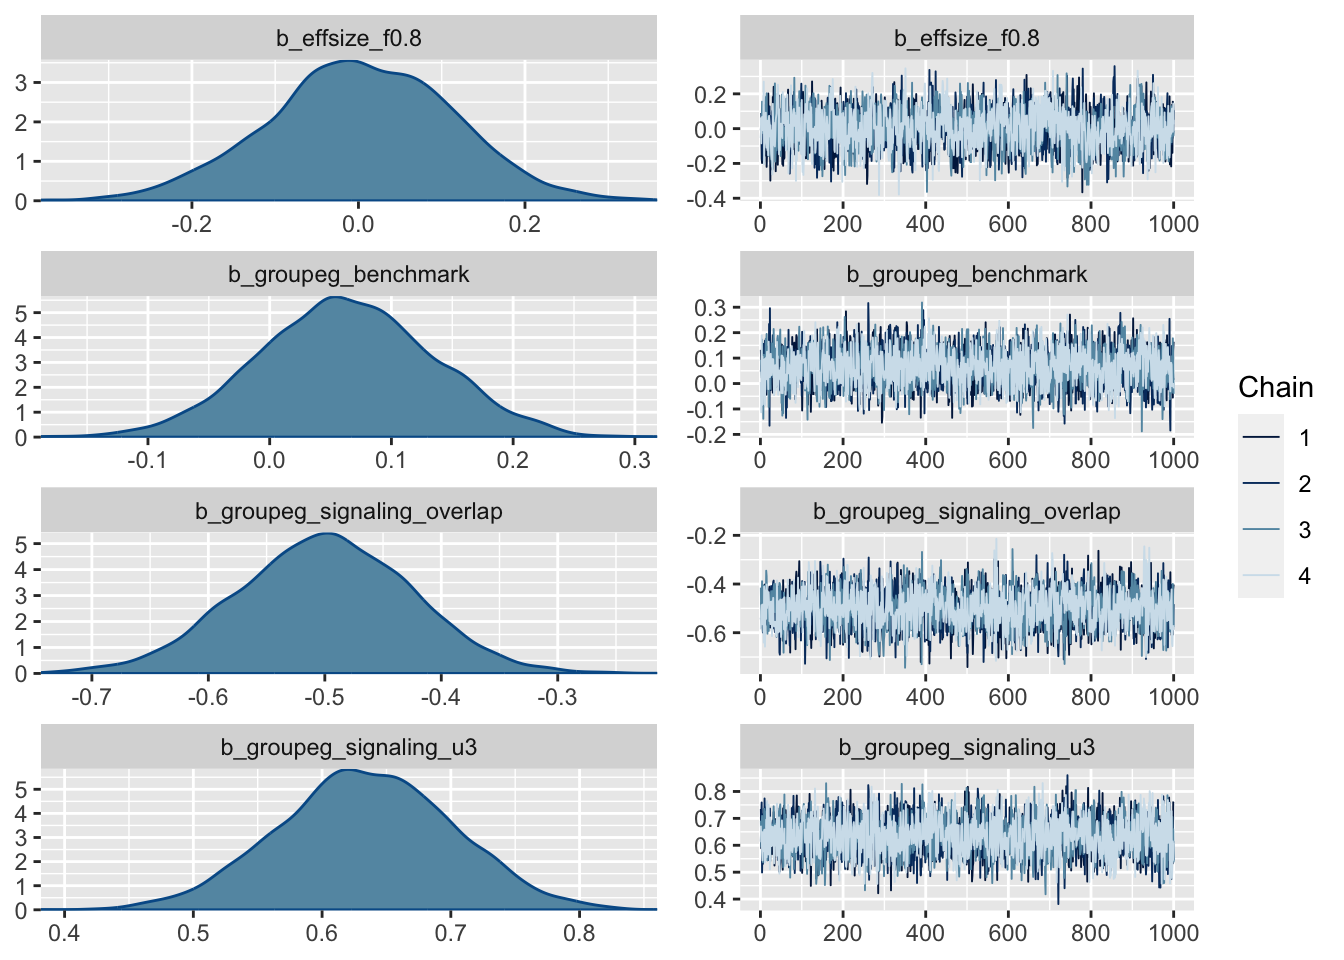 b_effsize_f0.8
3
2
1
0
-0.2 0.0 0.2
b_effsize_f0.8
0.2
0.0
-0.2
-0.4
0 200 400 600 800 1000
b_groupeg_benchmark
5
4
3
2
1
0
-0.1 0.0 0.1 0.2 0.3
b_groupeg_benchmark
0.3
0.2
0.1
0.0
-0.1
-0.2
0 200 400 600 800 1000
b_groupeg_signaling_overlap
5
4
3
2
1
0
-0.7 -0.6 -0.5 -0.4 -0.3
b_groupeg_signaling_overlap
-0.2
-0.4
-0.6
0 200 400 600 800 1000
b_groupeg_signaling_u3
5
4
3
2
1
0
0.4 0.5 0.6 0.7 0.8
b_groupeg_signaling_u3
0.8
0.7
0.6
0.5
0.4
0 200 400 600 800 1000
Chain
1
2
3
4